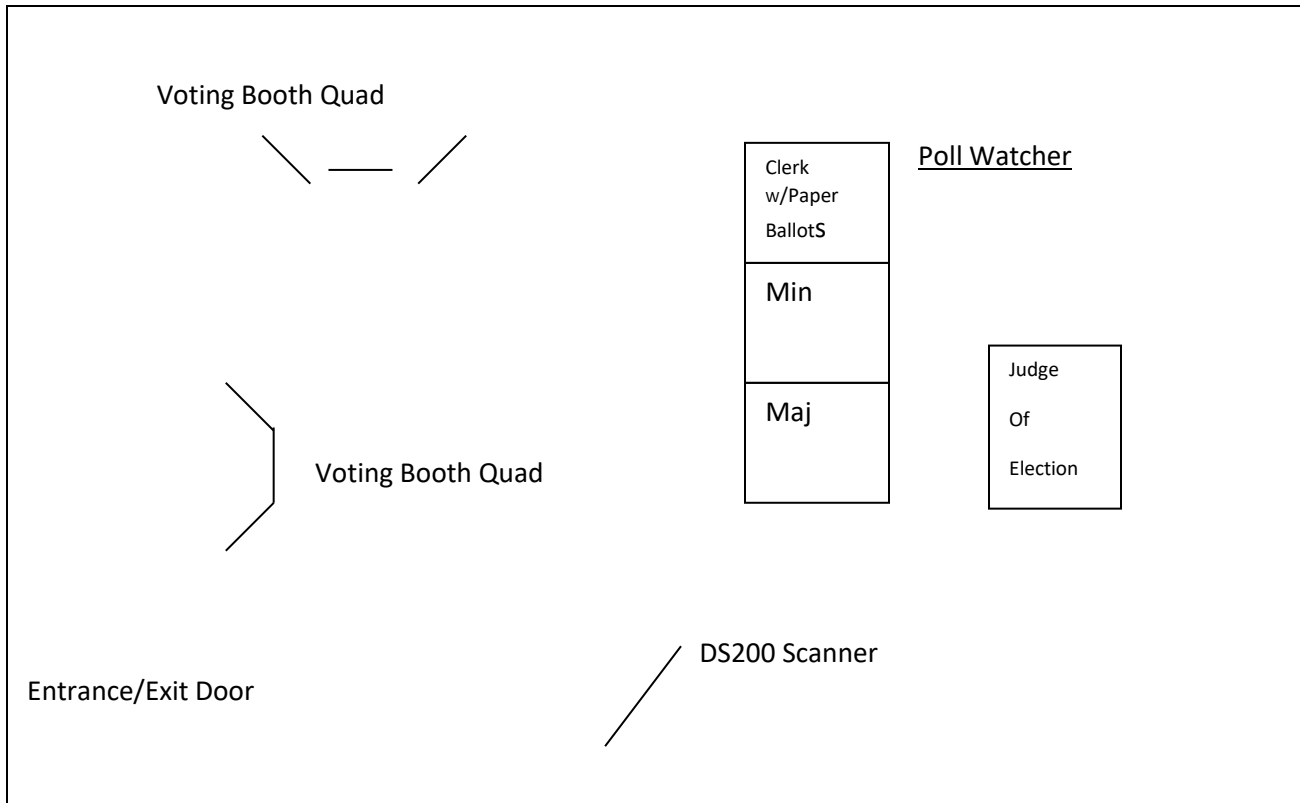 Voting Booth Quad
Clerk
w/Paper
BallotS
Poll Watcher
Min
Maj
Judge
Of
Election
Voting Booth Quad
DS200 Scanner
Entrance/Exit Door